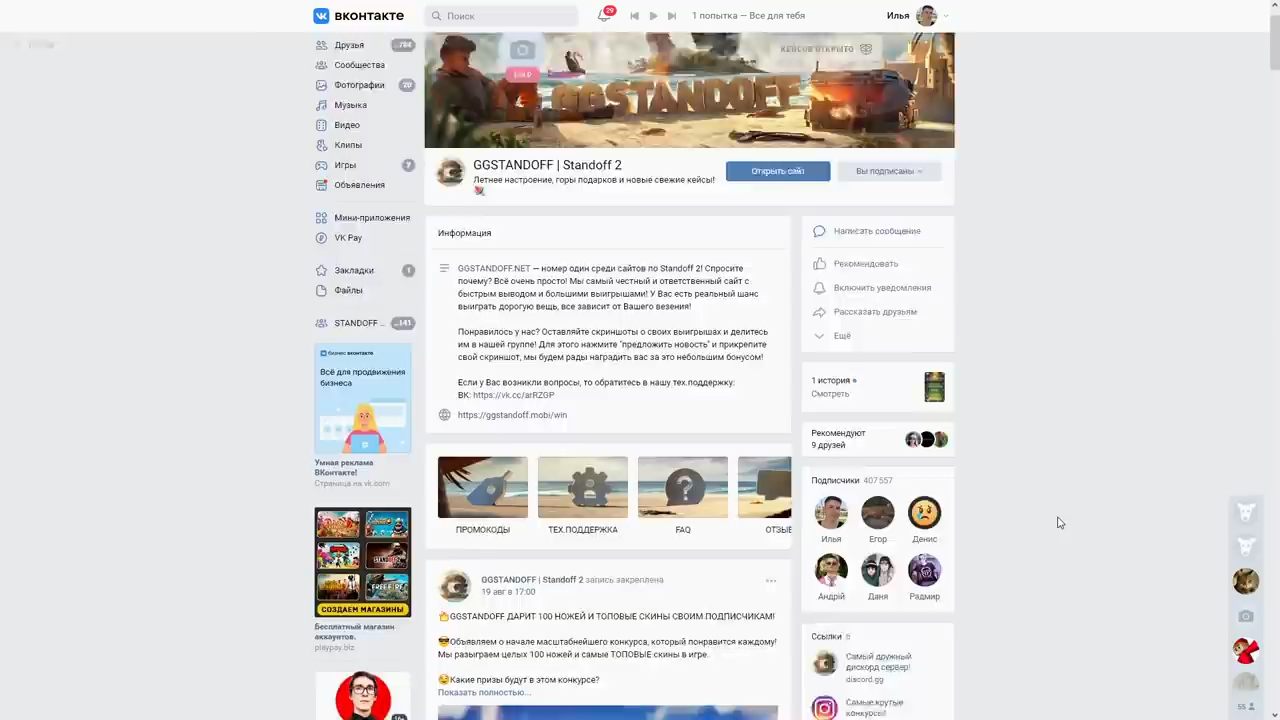 вконтакте
Поиск
29
1 попытка — Все для тебя
Илья
Друзья
Сообщества
Фотографии 20
Музыка
Видео
Клипы
Игры 7
Объявления
Мини-приложения
VK Pay
Закладки 1
Файлы
STANDOFF ... ...141
бизнес вконтакте
Всё для продвижения
бизнеса
Умная реклама
ВКонтакте!
Страница на vk.com
СОЗДАЕМ МАГАЗИНЫ
Бесплатный магазин
аккаунтов.
playpay.biz
КЕЙСОВ ОТКРЫТО
GGSTANDOFF
GGSTANDOFF | Standoff 2
Летнее настроение, горы подарков и новые свежие кейсы!
Открыть сайт
Вы подписаны
Информация
GGSTANDOFF.NET — номер один среди сайтов по Standoff 2! Спросите
почему? Всё очень просто! Мы самый честный и ответственный сайт с
быстрым выводом и большими выигрышами! У Вас есть реальный шанс
выиграть дорогую вещь, все зависит от Вашего везения!
Понравилось у нас? Оставляйте скриншоты о своих выигрышах и делитесь
им в нашей группе! Для этого нажмите "предложить новость" и прикрепите
свой скриншот, мы будем рады наградить вас за это небольшим бонусом!
Если у Вас возникли вопросы, то обратитесь в нашу тех.поддержку:
ВК: https://vk.cc/arRZGP
https://ggstandoff.mobi/win
ПРОМОКОДЫ
ТЕХ.ПОДДЕРЖКА
FAQ
ОТЗЫВ
GGSTANDOFF | Standoff 2 запись закреплена
19 авг в 17:00
GGSTANDOFF ДАРИТ 100 НОЖЕЙ И ТОПОВЫЕ СКИНЫ СВОИМ ПОДПИСЧИКАМ!
Объявляем о начале масштабнейшего конкурса, который понравится каждому!
Мы разыграем целых 100 ножей и самые ТОПОВЫЕ скины в игре.
Какие призы будут в этом конкурсе?
Показать полностью...
Написать сообщение
Рекомендовать
Включить уведомления
Рассказать друзьям
Ещё
1 история
Смотреть
Рекомендуют
9 друзей
Подписчики 407 557
Илья
Егор
Денис
Андрій
Даня
Радмир
Ссылки 6
Самый дружный
дискорд сервер!
discord.gg
Самые крутые
конкурсы!
55